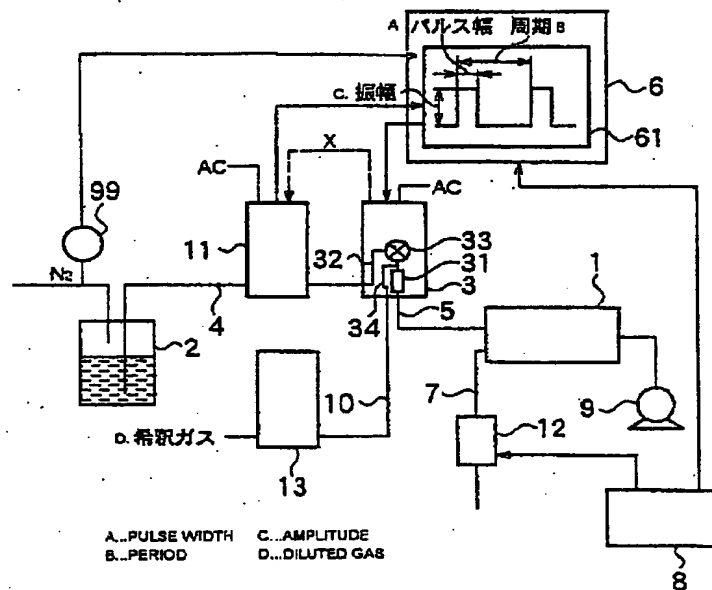 A パルス幅 周期 B
C. 振幅
6
61
X
AC
AC
99
11
32
33
31
3
34
5
1
N2
4
2
10
7
9
12
D. 希釈ガス
13
8
A...PULSE WIDTH C...AMPLITUDE
B...PERIOD D...DILUTED GAS